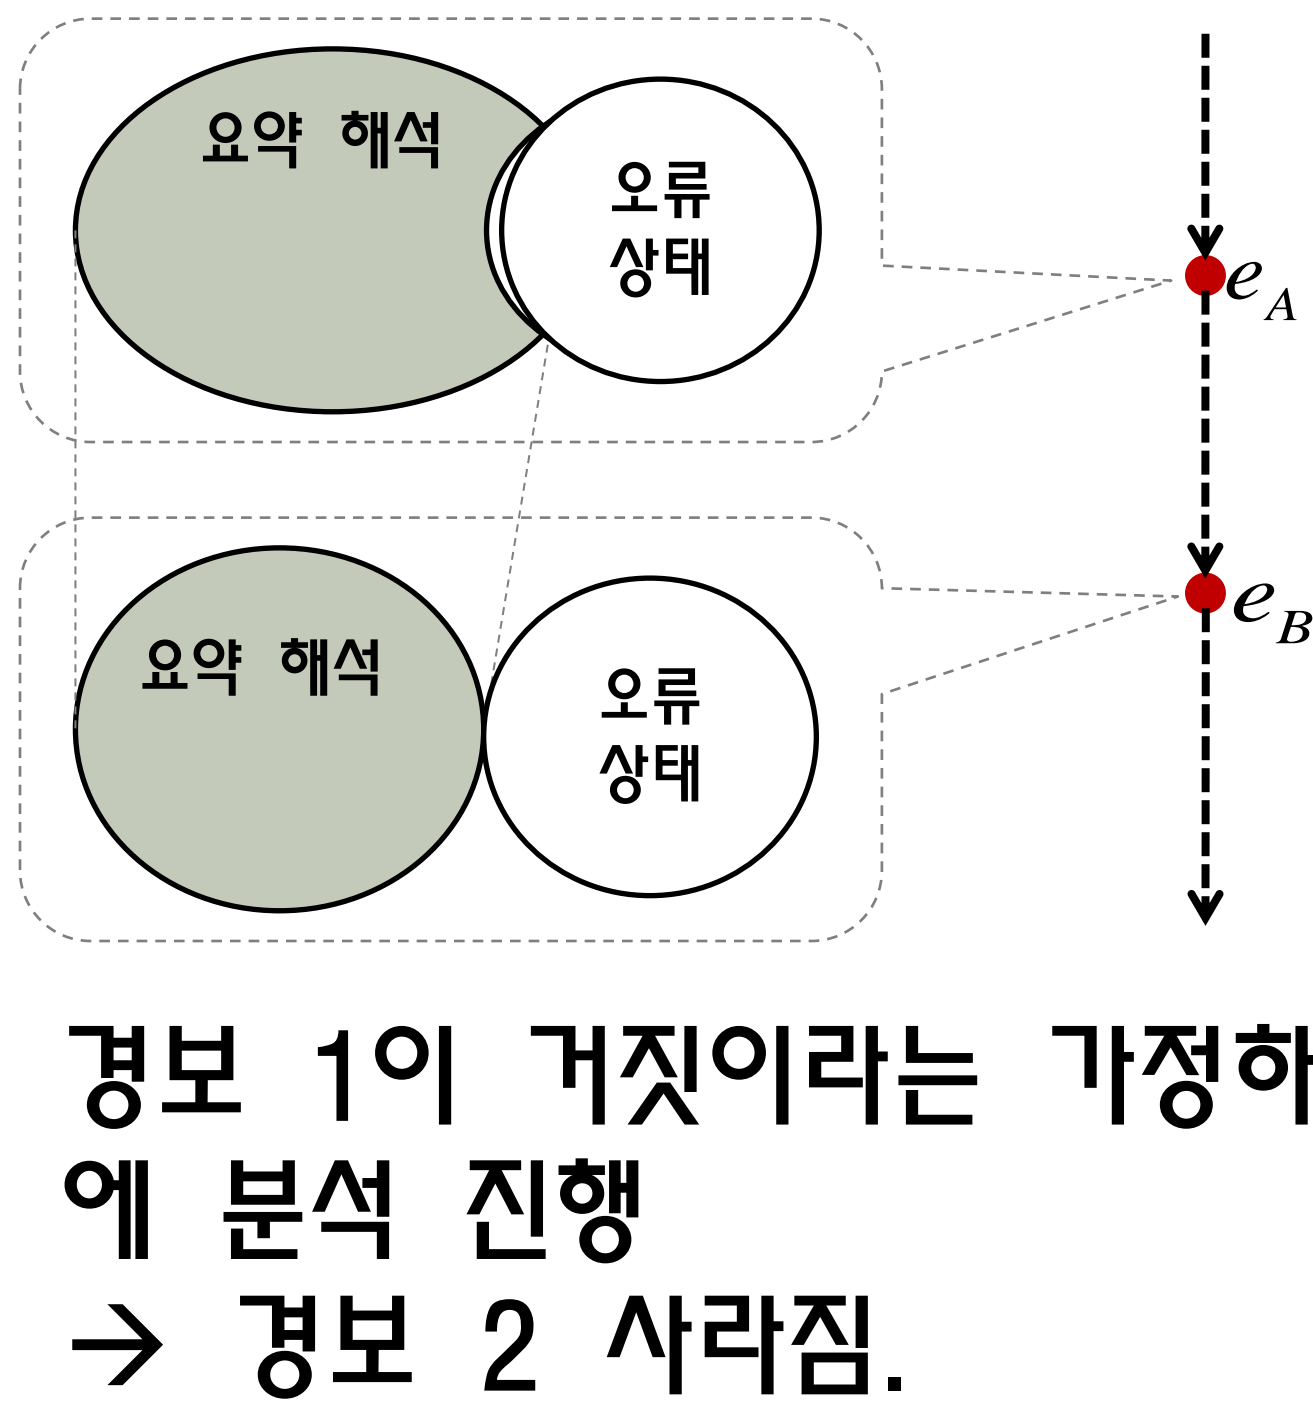 요약 해석
오류
상태
e_A
요약 해석
오류
상태
e_B
경보 1이 거짓이라는 가정하
에 분석 진행
→ 경보 2 사라짐.